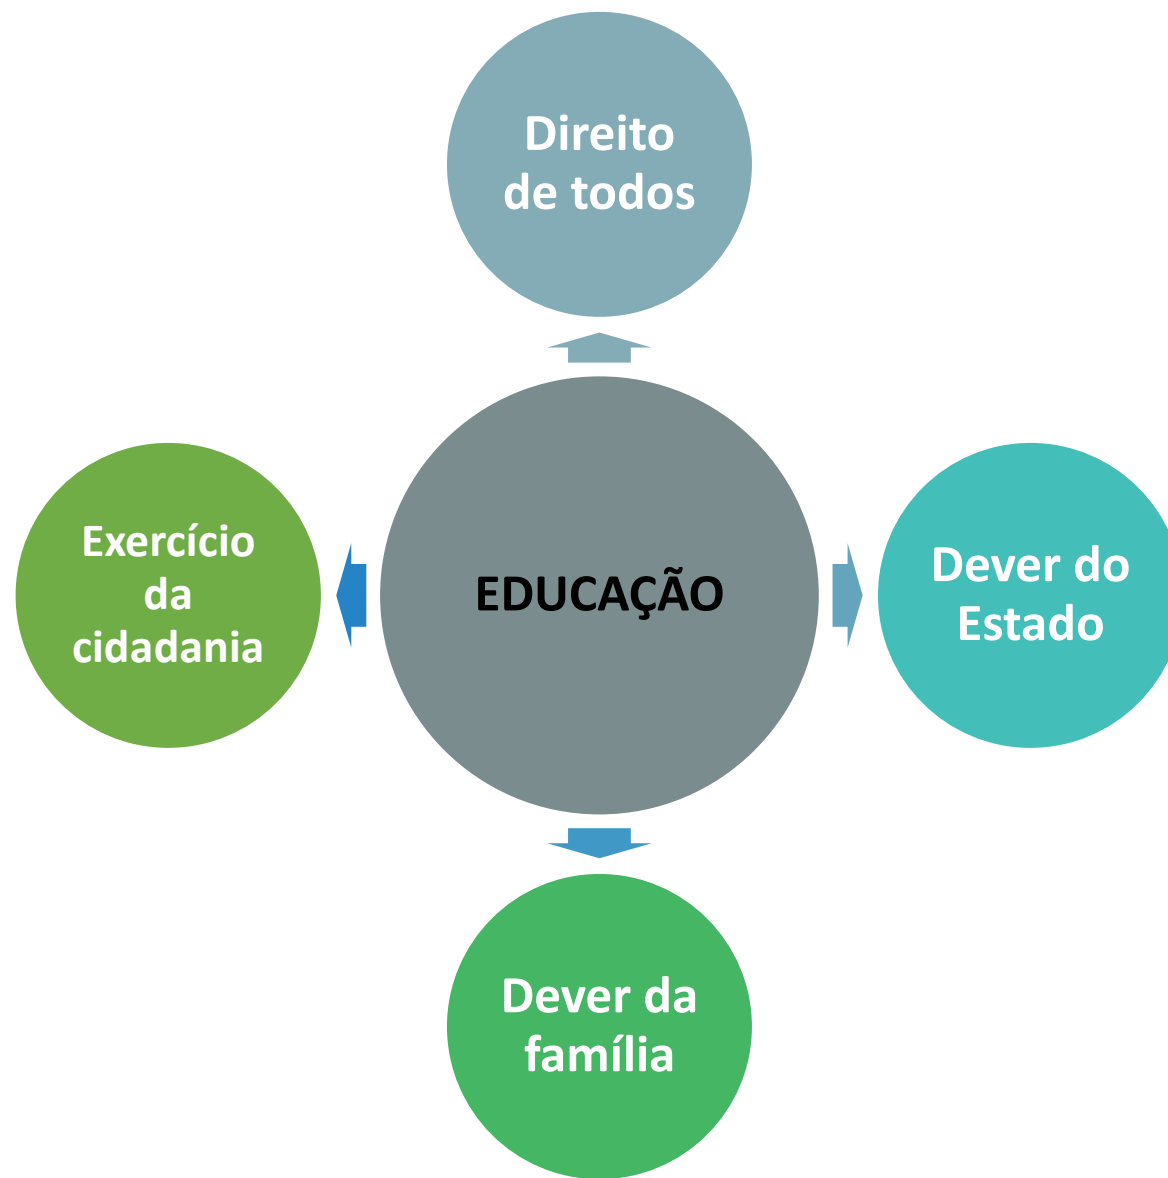 Direito
de todos
Exercício
da
cidadania
EDUCAÇÃO
Dever do
Estado
Dever da
família